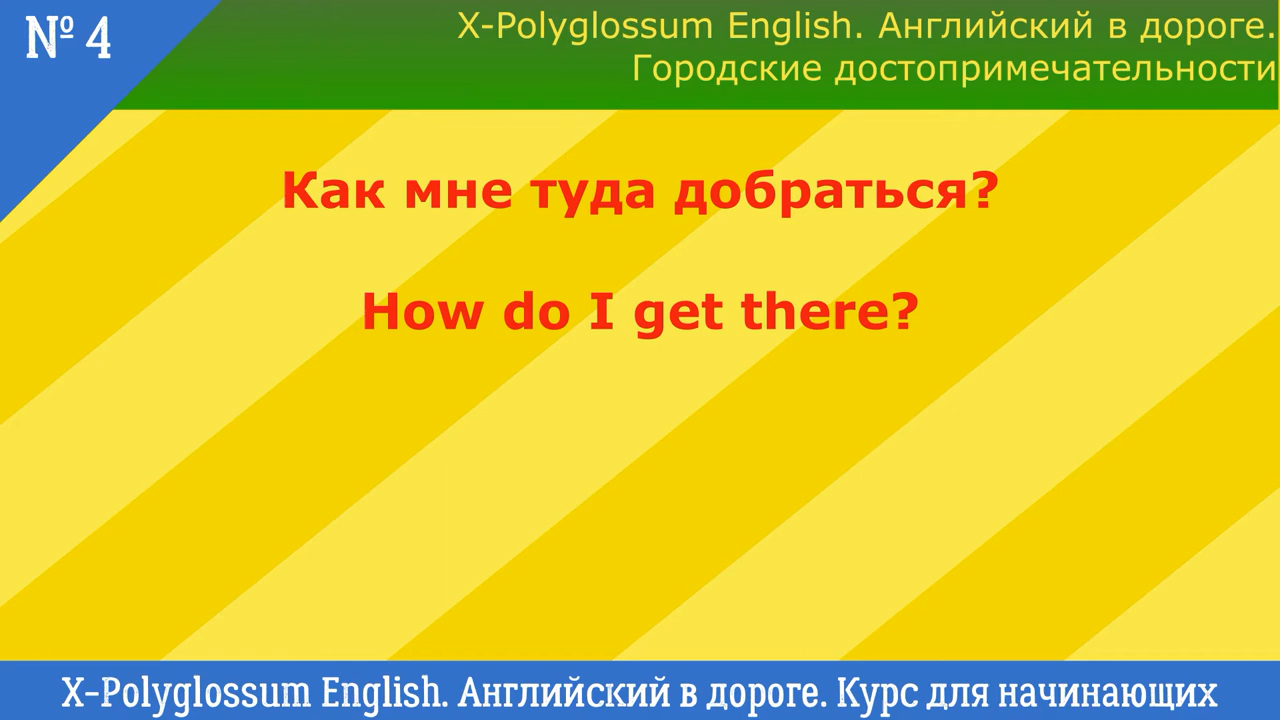 № 4
X-Polyglossum English. Английский в дороге.
Городские достопримечательности
Как мне туда добраться?
How do I get there?
X-Polyglossum English. Английский в дороге. Курс для начинающих